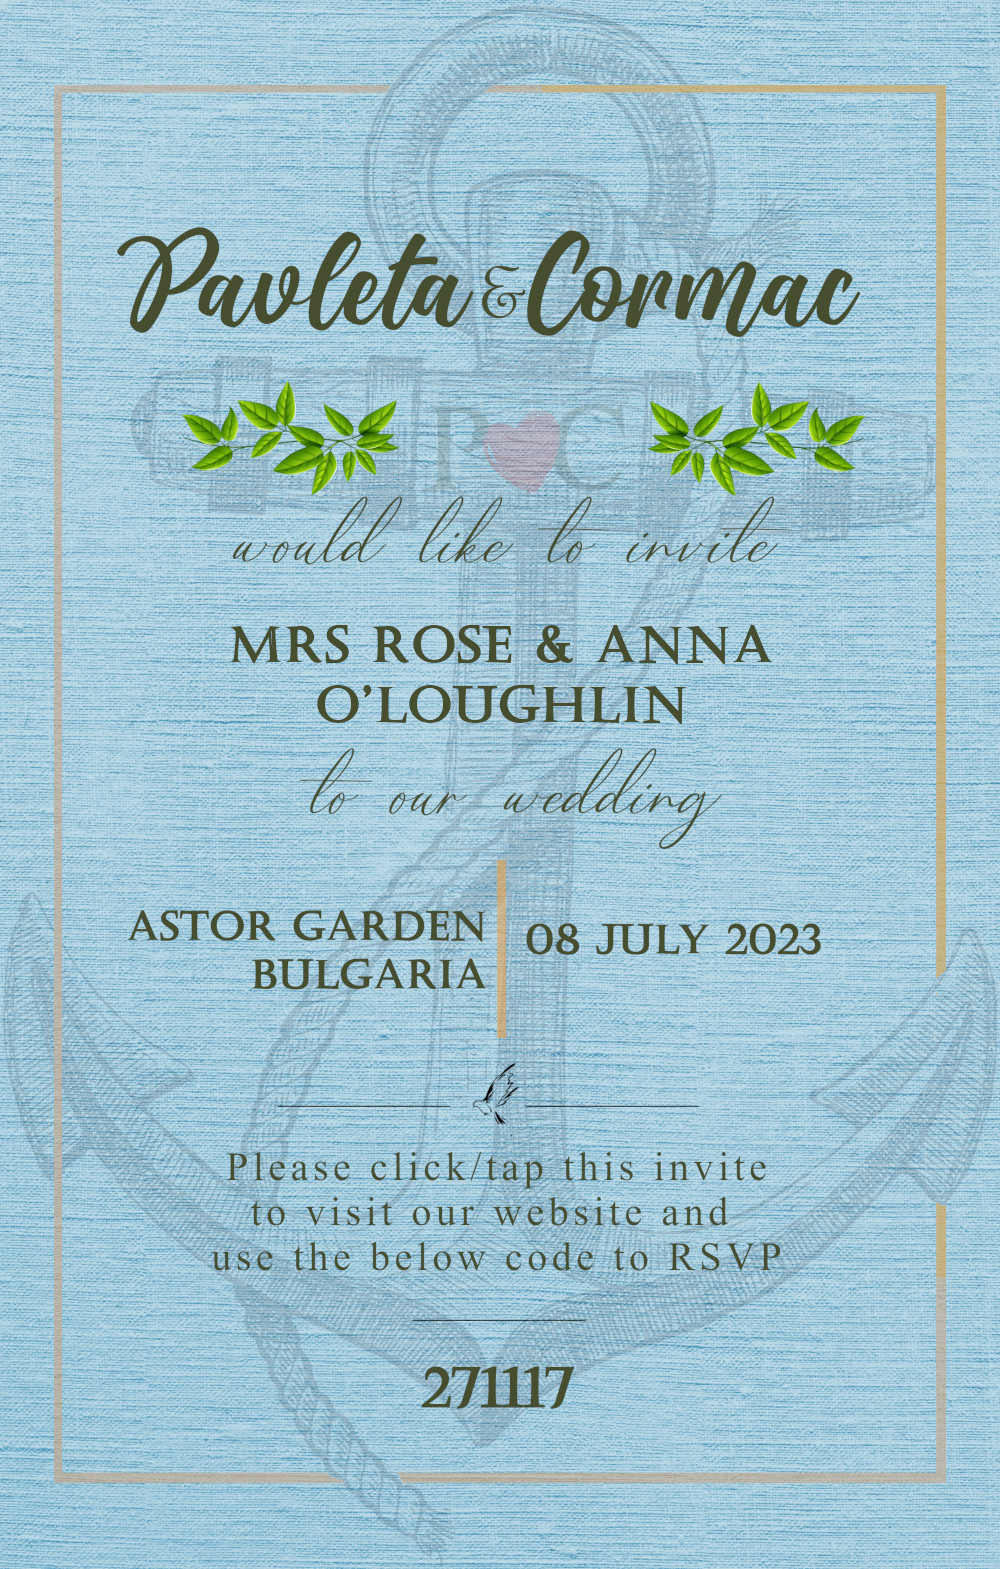 Pavleta & Cormac
P C
would like to invite
MRS ROSE & ANNA
O'LOUGHLIN
to our wedding
ASTOR GARDEN
BULGARIA
08 JULY 2023
Please click/tap this invite
to visit our website and
use the below code to RSVP
271117